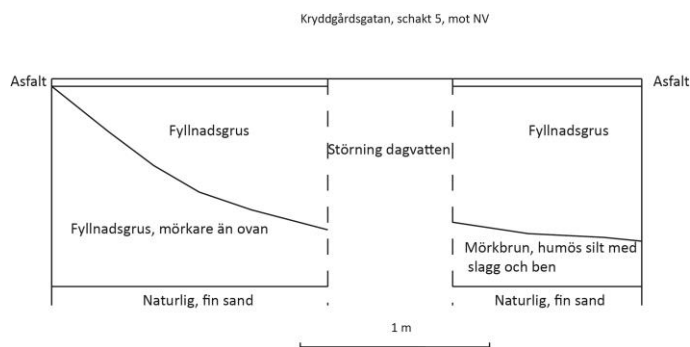 Kryddgårdsgatan, schakt 5, mot NV
Asfalt
Asfalt
Fyllnadsgrus
Fyllnadsgrus
Störning dagvatten
Fyllnadsgrus, mörkare än ovan
Mörkbrun, humös silt med
slagg och ben
Naturlig, fin sand
Naturlig, fin sand
1 m